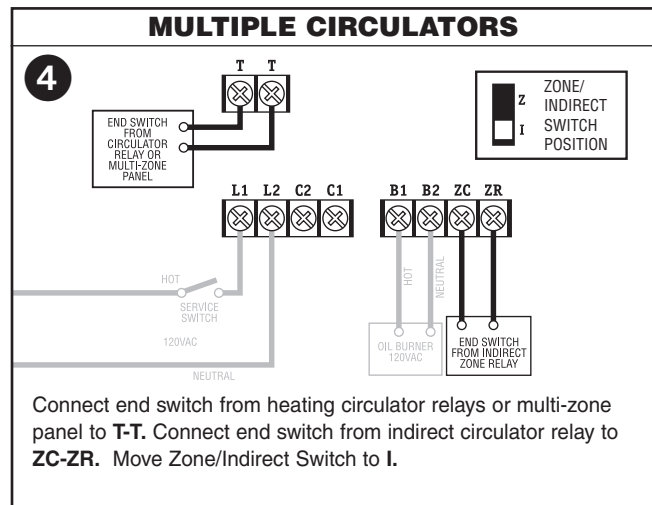 MULTIPLE CIRCULATORS
4
T T
END SWITCH
FROM
CIRCULATOR
RELAY OR
MULTI-ZONE
PANEL
Z
I
ZONE/
INDIRECT
SWITCH
POSITION
L1 L2 C2 C1
B1 B2 ZC ZR
HOT
SERVICE
SWITCH
120VAC
NEUTRAL
HOT
NEUTRAL
OIL BURNER
120VAC
END SWITCH
FROM INDIRECT
ZONE RELAY
Connect end switch from heating circulator relays or multi-zone
panel to T-T. Connect end switch from indirect circulator relay to
ZC-ZR. Move Zone/Indirect Switch to I.